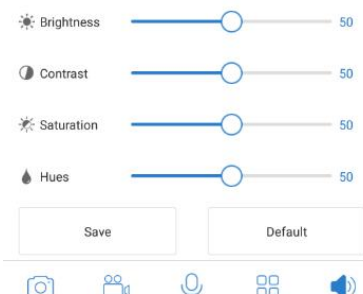 Brightness 50
Contrast 50
Saturation 50
Hues 50
Save Default